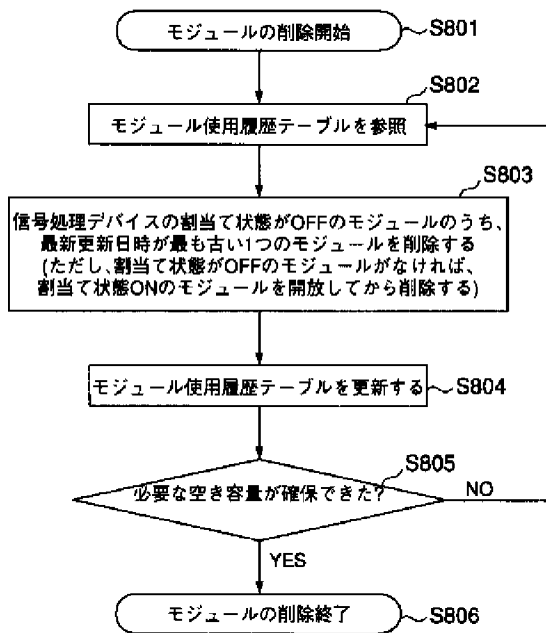 モジュールの削除開始
S801
S802
モジュール使用履歴テーブルを参照
S803
信号処理デバイスの割当て状態がOFFのモジュールのうち、
最新更新日時が最も古い1つのモジュールを削除する
(ただし、割当て状態がOFFのモジュールがなければ、
割当て状態ONのモジュールを開放してから削除する)
モジュール使用履歴テーブルを更新する
S804
S805
必要な空き容量が確保できた?
NO
YES
モジュールの削除終了
S806